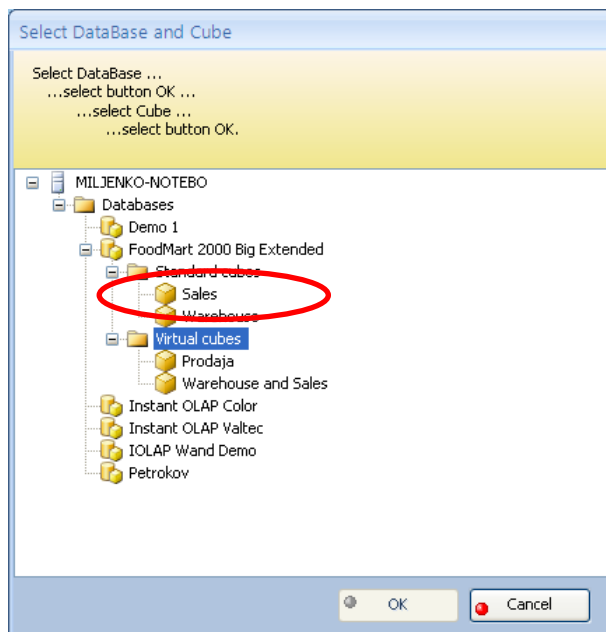 Select DataBase and Cube
Select DataBase ...
...select button OK ...
...select Cube ...
...select button OK.
MILJENKO-NOTEBO
Databases
Demo 1
FoodMart 2000 Big Extended
Standard cubes
Sales
Warehouse
Virtual cubes
Prodaja
Warehouse and Sales
Instant OLAP Color
Instant OLAP Valtec
IOLAP Wand Demo
Petrokov
OK Cancel